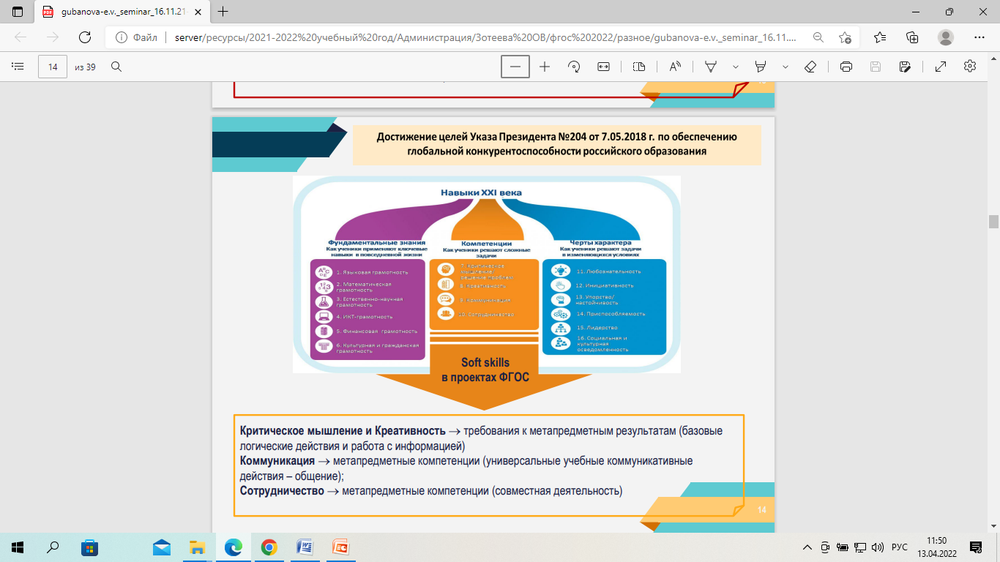 gubanova-e.v._seminar_16.11.21-
Файл
server/ресурсы/2021-2022%20учебный%20год/Администрация/Зотеева%20ОВ/фгос%202022/разное/gubanova-e.v._seminar_16.11....
14 из 39
Достижение целей Указа Президента №204 от 7.05.2018 г. по обеспечению
глобальной конкурентоспособности российского образования
Навыки XXI века
Фундаментальные знания
Как ученики применяют ключевые
навыки в повседневной жизни
1. Языковая грамотность
2. Математическая
грамотность
3. Естественно-научная
грамотность
4. ИКТ-грамотность
5. Финансовая грамотность
6. Культурная и гражданская
грамотность
Компетенции
Как ученики решают сложные
задачи
7. Критическое
мышление/
решение проблем
8. Креативность
9. Коммуникация
10. Сотрудничество
Черты характера
Как ученики решают задачи
в изменяющихся условиях
11. Любознательность
12. Инициативность
13. Упорство/
настойчивость
14. Приспособляемость
15. Лидерство
16. Социальная и
культурная
осведомленность
Soft skills
в проектах ФГОС
Критическое мышление и Креативность → требования к метапредметным результатам (базовые
логические действия и работа с информацией)
Коммуникация → метапредметные компетенции (универсальные учебные коммуникативные
действия – общение);
Сотрудничество → метапредметные компетенции (совместная деятельность)
14
РУС
11:50
13.04.2022